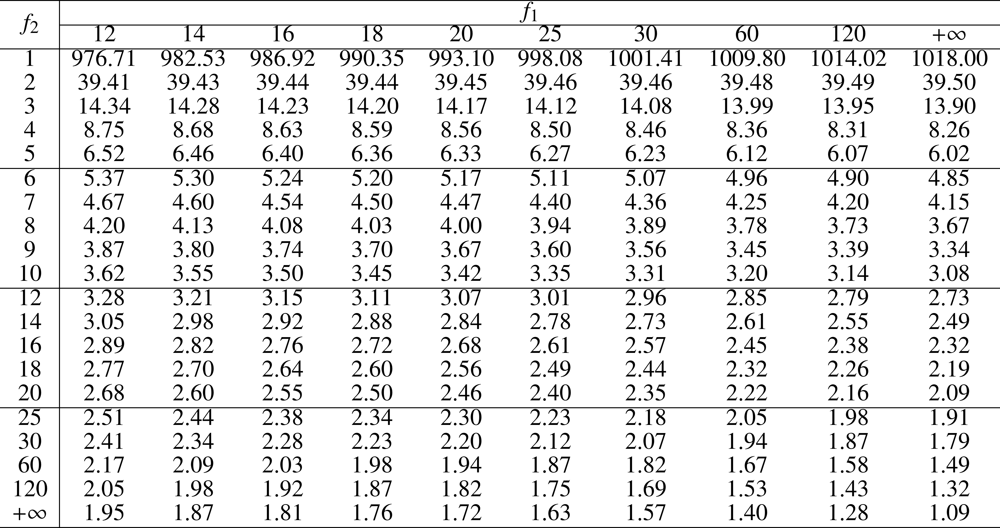 f₂ f₁
12 14 16 18 20 25 30 60 120 +∞
1 976.71 982.53 986.92 990.35 993.10 998.08 1001.41 1009.80 1014.02 1018.00
2 39.41 39.43 39.44 39.44 39.45 39.46 39.46 39.48 39.49 39.50
3 14.34 14.28 14.23 14.20 14.17 14.12 14.08 13.99 13.95 13.90
4 8.75 8.68 8.63 8.59 8.56 8.50 8.46 8.36 8.31 8.26
5 6.52 6.46 6.40 6.36 6.33 6.27 6.23 6.12 6.07 6.02
6 5.37 5.30 5.24 5.20 5.17 5.11 5.07 4.96 4.90 4.85
7 4.67 4.60 4.54 4.50 4.47 4.40 4.36 4.25 4.20 4.15
8 4.20 4.13 4.08 4.03 4.00 3.94 3.89 3.78 3.73 3.67
9 3.87 3.80 3.74 3.70 3.67 3.60 3.56 3.45 3.39 3.34
10 3.62 3.55 3.50 3.45 3.42 3.35 3.31 3.20 3.14 3.08
12 3.28 3.21 3.15 3.11 3.07 3.01 2.96 2.85 2.79 2.73
14 3.05 2.98 2.92 2.88 2.84 2.78 2.73 2.61 2.55 2.49
16 2.89 2.82 2.76 2.72 2.68 2.61 2.57 2.45 2.38 2.32
18 2.77 2.70 2.64 2.60 2.56 2.49 2.44 2.32 2.26 2.19
20 2.68 2.60 2.55 2.50 2.46 2.40 2.35 2.22 2.16 2.09
25 2.51 2.44 2.38 2.34 2.30 2.23 2.18 2.05 1.98 1.91
30 2.41 2.34 2.28 2.23 2.20 2.12 2.07 1.94 1.87 1.79
60 2.17 2.09 2.03 1.98 1.94 1.87 1.82 1.67 1.58 1.49
120 2.05 1.98 1.92 1.87 1.82 1.75 1.69 1.53 1.43 1.32
+∞ 1.95 1.87 1.81 1.76 1.72 1.63 1.57 1.40 1.28 1.09